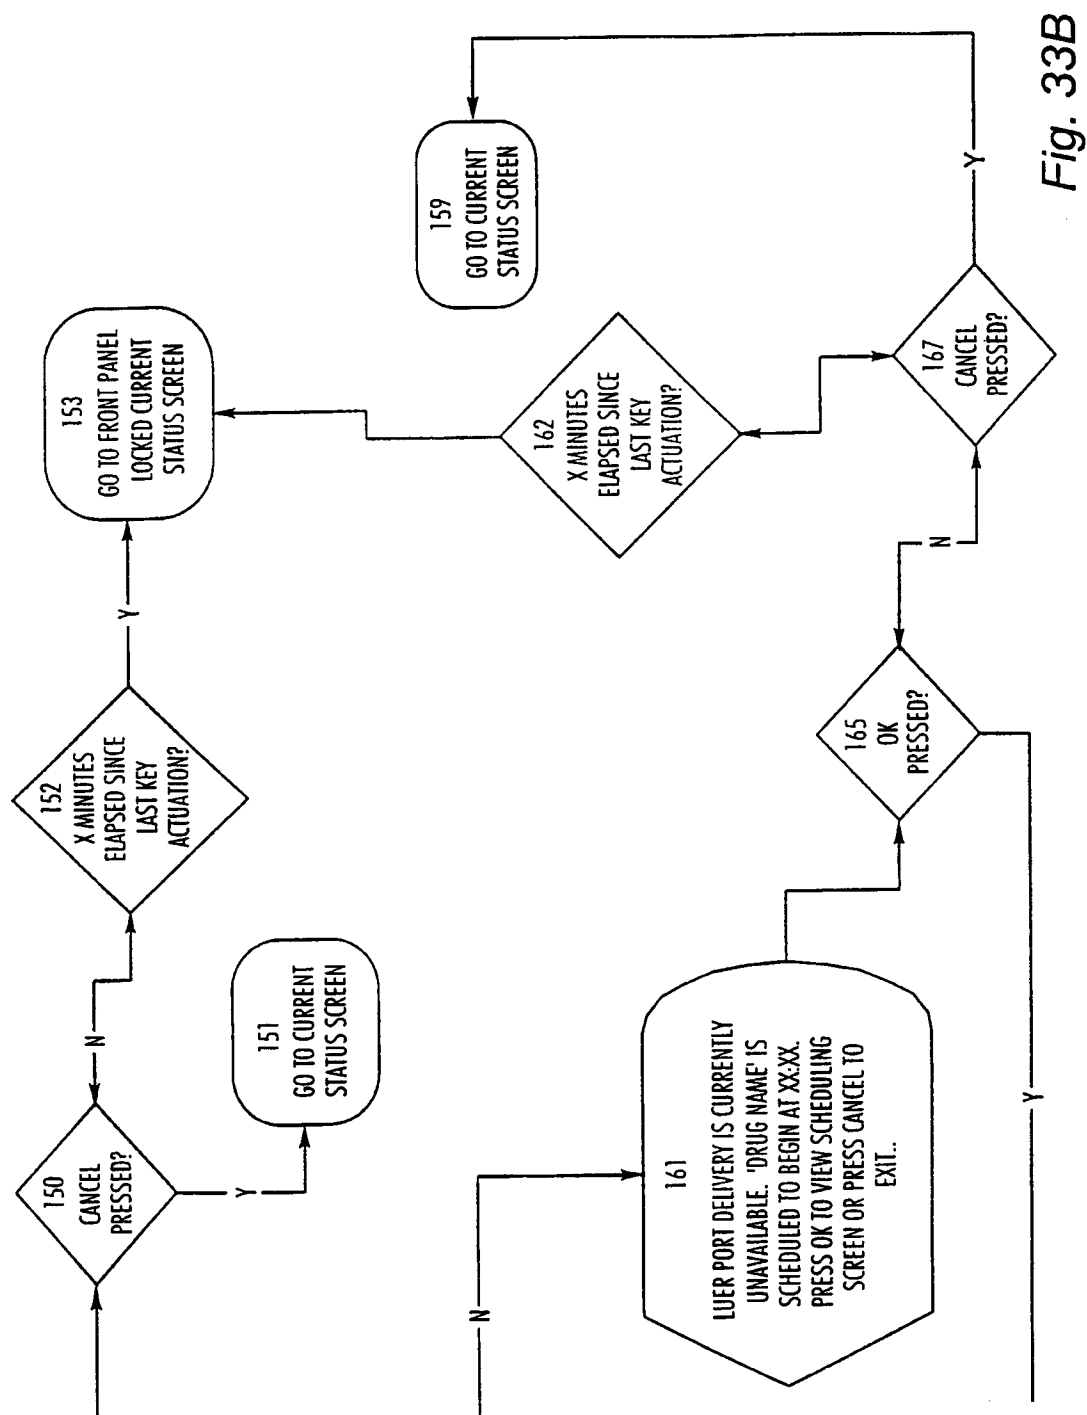 150
CANCEL
PRESSED?
N
Y
151
GO TO CURRENT
STATUS SCREEN
152
X MINUTES
ELAPSED SINCE
LAST KEY
ACTUATION?
Y
153
GO TO FRONT PANEL
LOCKED CURRENT
STATUS SCREEN
N
161
LUER PORT DELIVERY IS CURRENTLY
UNAVAILABLE. 'DRUG NAME' IS
SCHEDULED TO BEGIN AT XX:XX.
PRESS OK TO VIEW SCHEDULING
SCREEN OR PRESS CANCEL TO
EXIT..
165
OK
PRESSED?
Y
N
162
X MINUTES
ELAPSED SINCE
LAST KEY
ACTUATION?
167
CANCEL
PRESSED?
Y
159
GO TO CURRENT
STATUS SCREEN
Fig. 33B